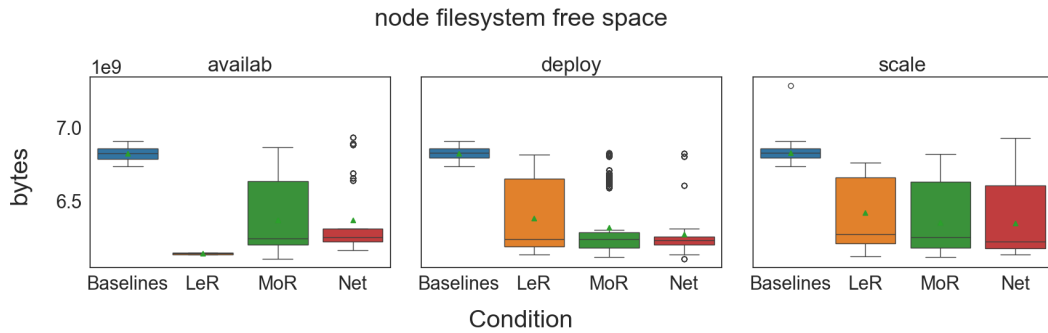 node filesystem free space
1e9
availab
deploy
scale
7.0
6.5
bytes
Baselines LeR MoR Net
Baselines LeR MoR Net
Baselines LeR MoR Net
Condition